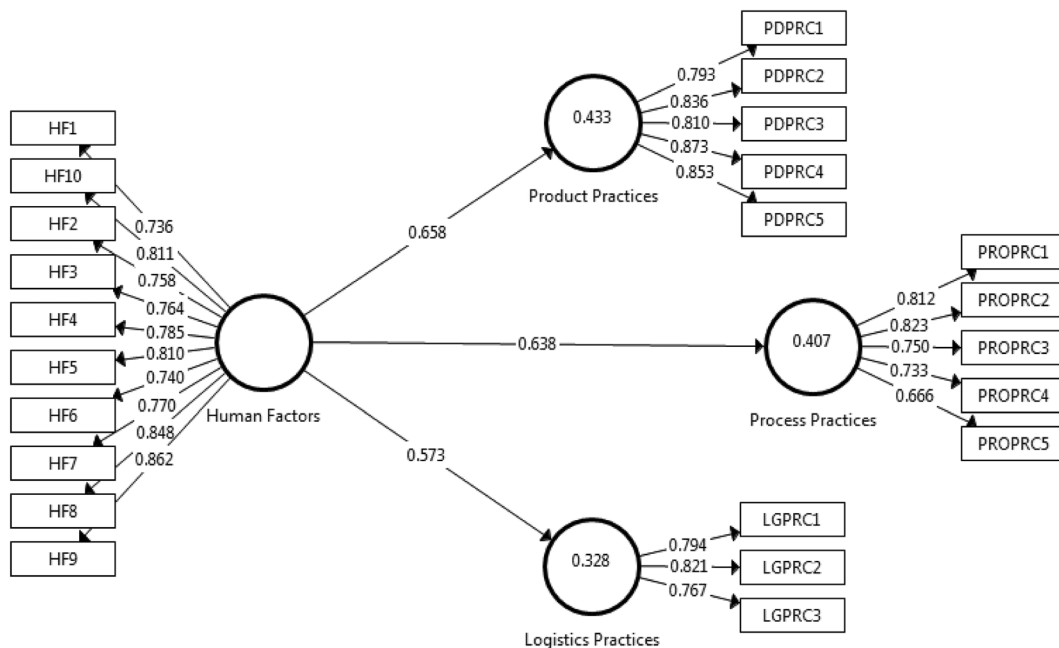 HF1
HF10
HF2
HF3
HF4
HF5
HF6
HF7
HF8
HF9
0.736
0.811
0.758
0.764
0.785
0.810
0.740
0.770
0.848
0.862
Human Factors
0.658
0.638
0.573
0.433
Product Practices
0.793
0.836
0.810
0.873
0.853
PDPRC1
PDPRC2
PDPRC3
PDPRC4
PDPRC5
0.407
Process Practices
0.812
0.823
0.750
0.733
0.666
PROPRC1
PROPRC2
PROPRC3
PROPRC4
PROPRC5
0.328
Logistics Practices
0.794
0.821
0.767
LGPRC1
LGPRC2
LGPRC3